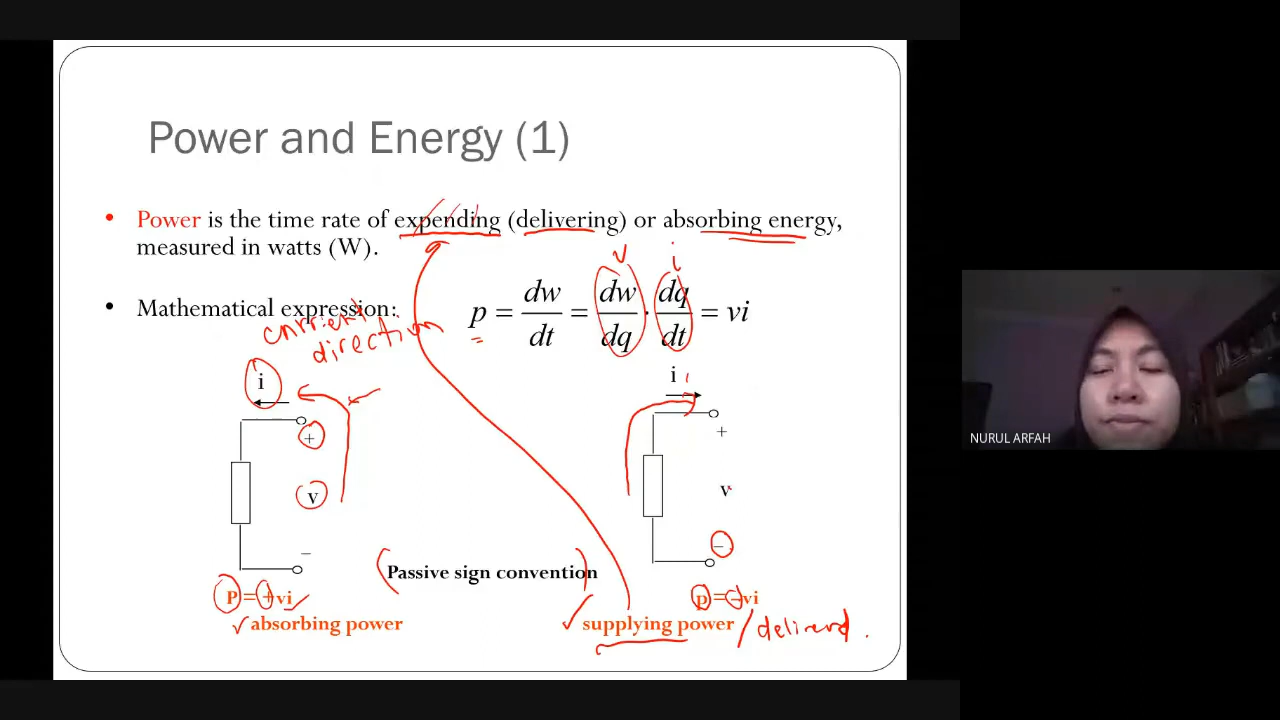 Power and Energy (1)
• Power is the time rate of expending (delivering) or absorbing energy,
measured in watts (W).
v i
• Mathematical expression:
p = dw/dt = dw/dq · dq/dt = vi
current
direction
i
+
v
−
P = +vi
✓ absorbing power
(Passive sign convention)
i
+
v
−
p = −vi
✓ supplying power /
NURUL ARFAH